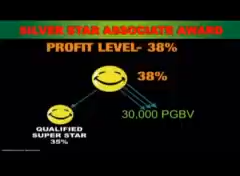 SILVER STAR ASSOCIATE AWARD
PROFIT LEVEL- 38%
38%
30,000 PGBV
QUALIFIED
SUPER STAR
35%